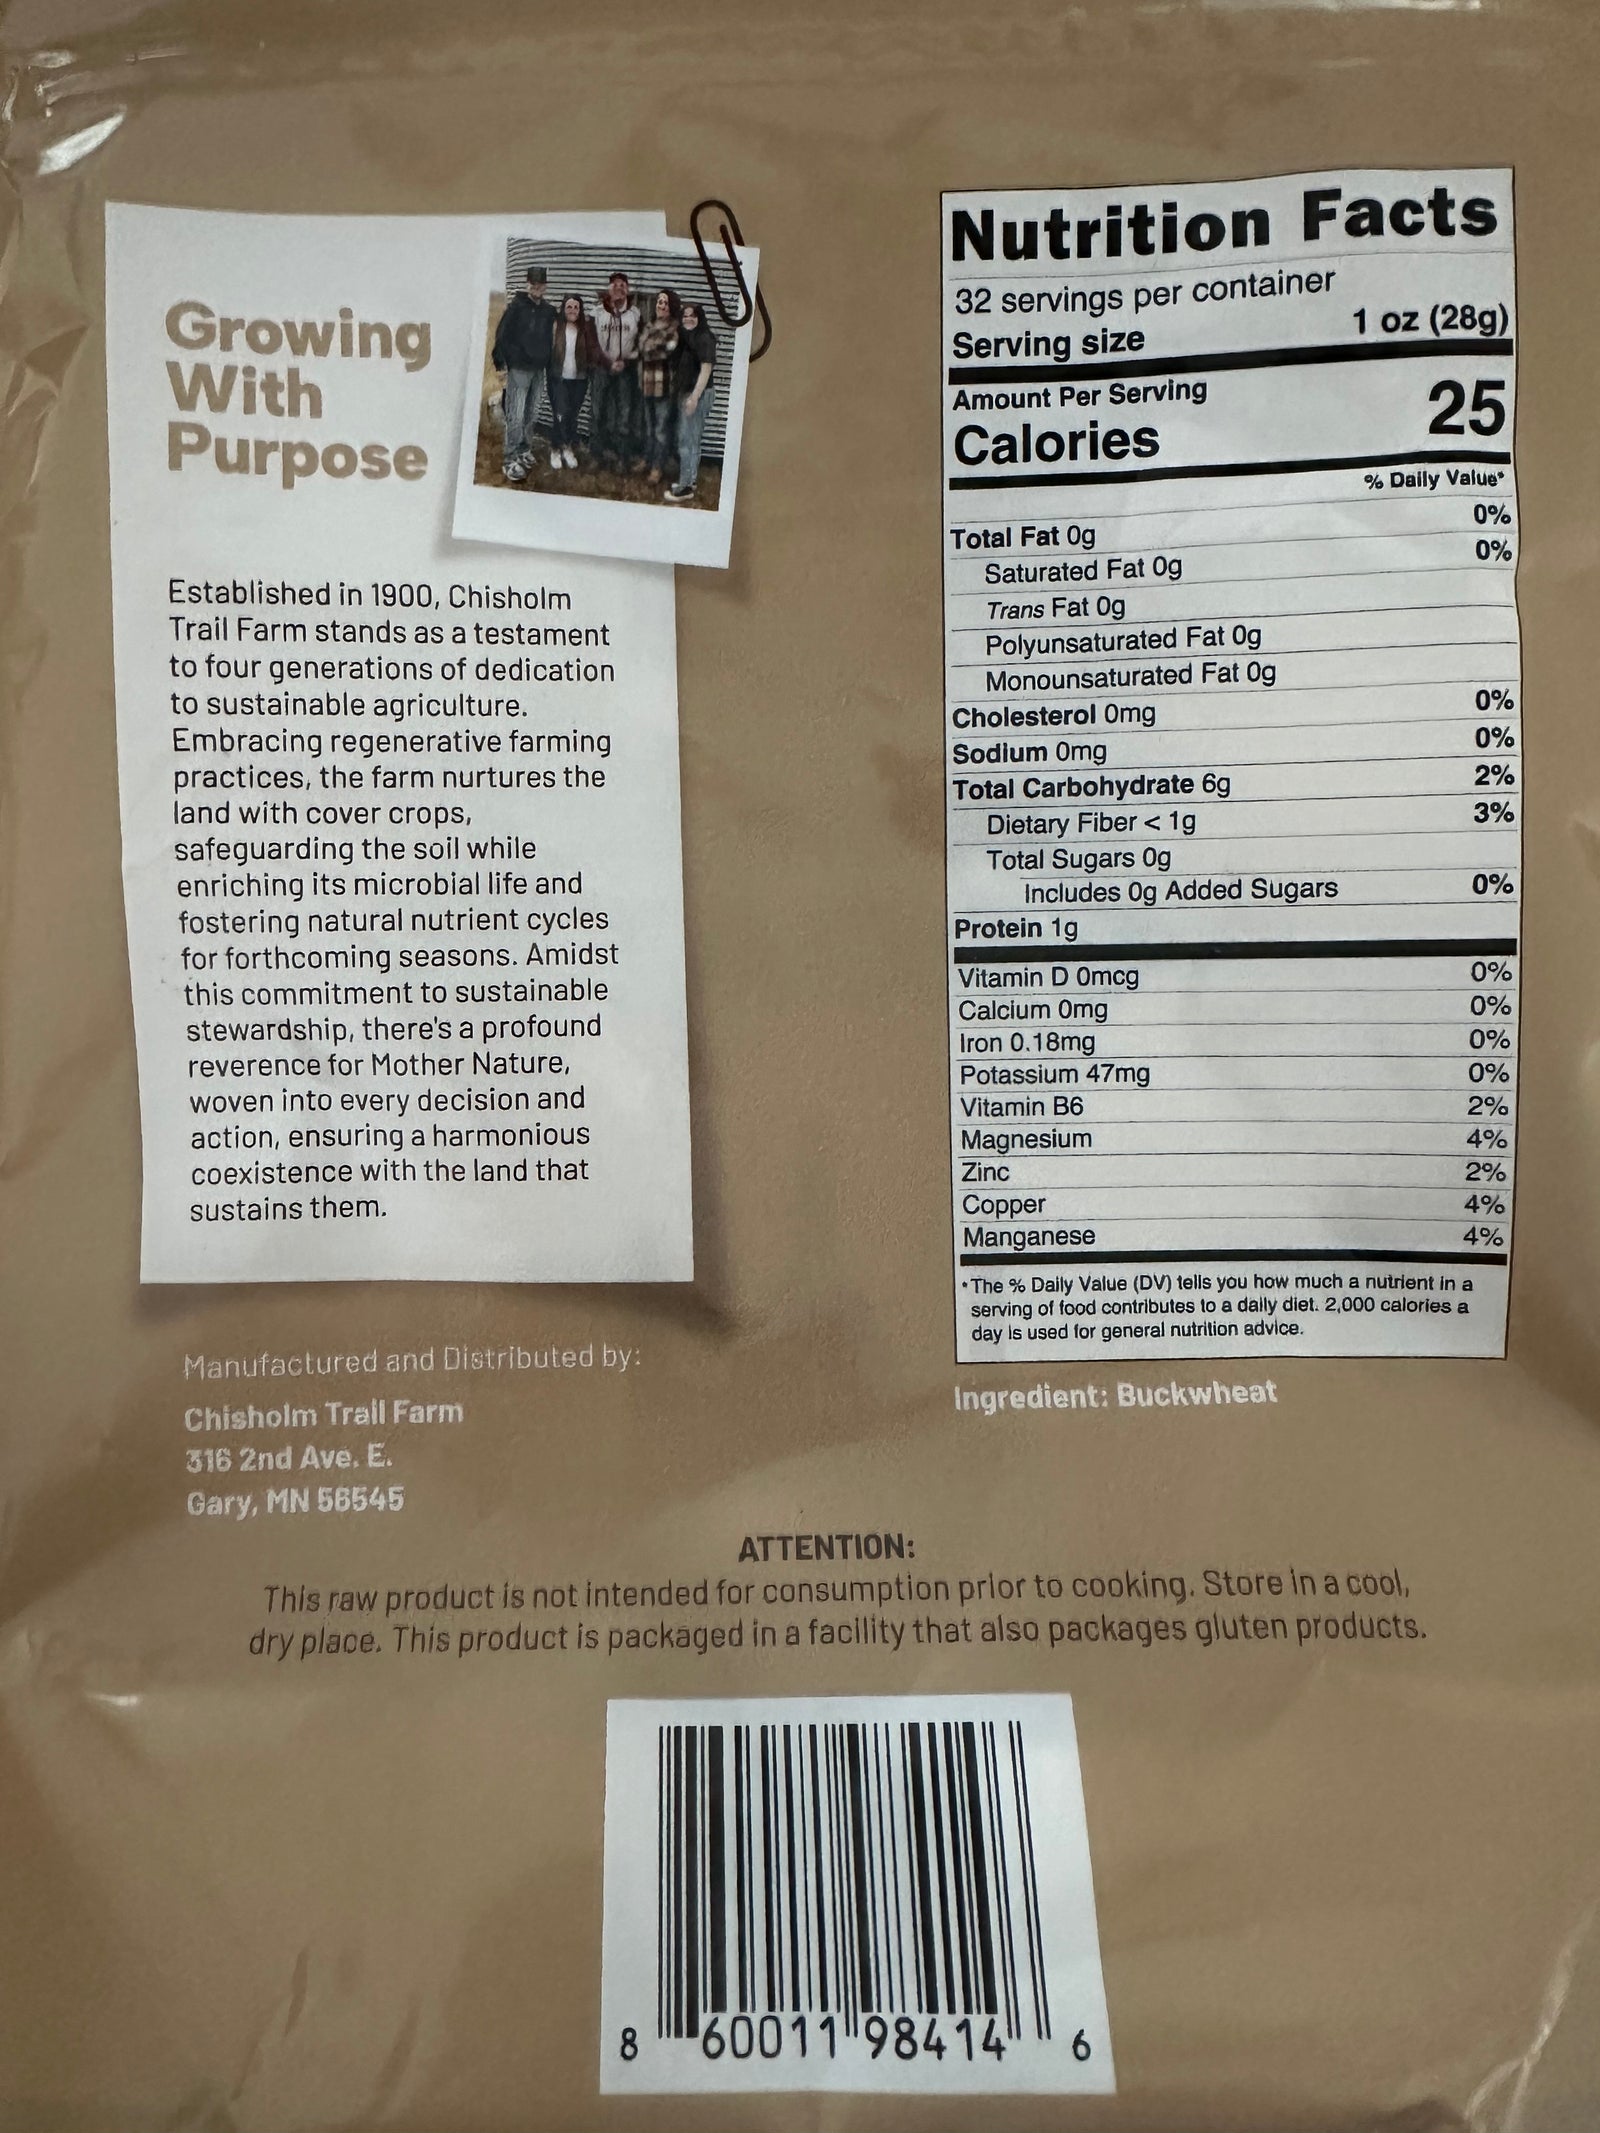 Growing
With
Purpose
Established in 1900, Chisholm
Trail Farm stands as a testament
to four generations of dedication
to sustainable agriculture.
Embracing regenerative farming
practices, the farm nurtures the
land with cover crops,
safeguarding the soil while
enriching its microbial life and
fostering natural nutrient cycles
for forthcoming seasons. Amidst
this commitment to sustainable
stewardship, there's a profound
reverence for Mother Nature,
woven into every decision and
action, ensuring a harmonious
coexistence with the land that
sustains them.
Manufactured and Distributed by:
Chisholm Trail Farm
316 2nd Ave. E.
Gary, MN 56545
Nutrition Facts
32 servings per container
Serving size 1 oz (28g)
Amount Per Serving
Calories 25
% Daily Value*
Total Fat 0g 0%
Saturated Fat 0g 0%
Trans Fat 0g
Polyunsaturated Fat 0g
Monounsaturated Fat 0g
Cholesterol 0mg 0%
Sodium 0mg 0%
Total Carbohydrate 6g 2%
Dietary Fiber < 1g 3%
Total Sugars 0g
Includes 0g Added Sugars 0%
Protein 1g
Vitamin D 0mcg 0%
Calcium 0mg 0%
Iron 0.18mg 0%
Potassium 47mg 0%
Vitamin B6 2%
Magnesium 4%
Zinc 2%
Copper 4%
Manganese 4%
*The % Daily Value (DV) tells you how much a nutrient in a
serving of food contributes to a daily diet. 2,000 calories a
day is used for general nutrition advice.
Ingredient: Buckwheat
ATTENTION:
This raw product is not intended for consumption prior to cooking. Store in a cool,
dry place. This product is packaged in a facility that also packages gluten products.
8 60011 98414 6